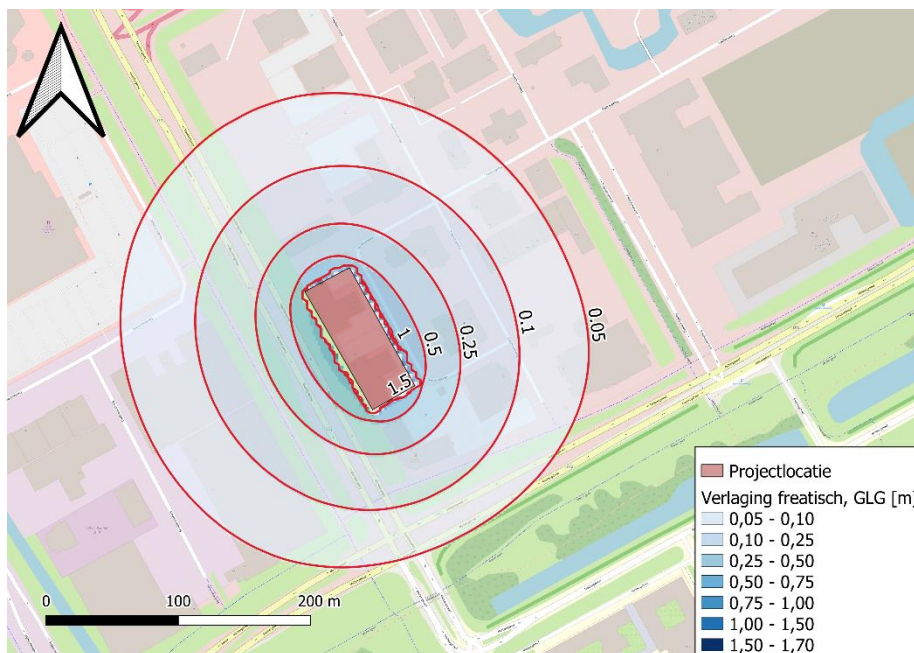 1
0.5
0.25
0.1
0.05
1.5
Projectlocatie
Verlaging freatisch, GLG [m]
0,05 - 0,10
0,10 - 0,25
0,25 - 0,50
0,50 - 0,75
0,75 - 1,00
1,00 - 1,50
1,50 - 1,70
0 100 200 m